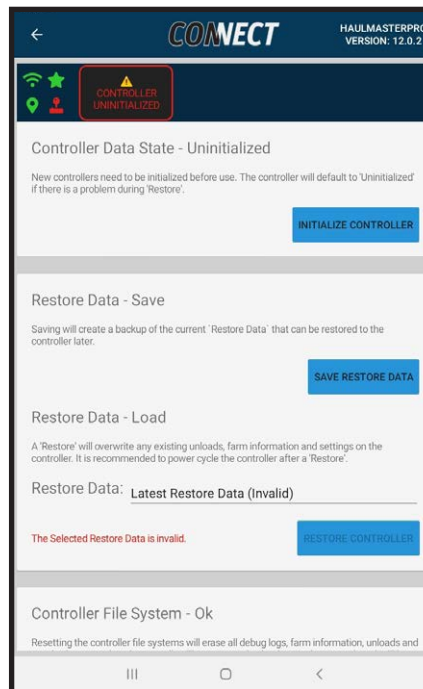 CONNECT
HAULMASTERPRO
VERSION: 12.0.2
CONTROLLER
UNINITIALIZED
Controller Data State - Uninitialized
New controllers need to be initialized before use. The controller will default to 'Uninitialized'
if there is a problem during 'Restore'.
INITIALIZE CONTROLLER
Restore Data - Save
Saving will create a backup of the current `Restore Data` that can be restored to the
controller later.
SAVE RESTORE DATA
Restore Data - Load
A 'Restore' will overwrite any existing unloads, farm information and settings on the
controller. It is recommended to power cycle the controller after a 'Restore'.
Restore Data: Latest Restore Data (Invalid)
The Selected Restore Data is invalid.
RESTORE CONTROLLER
Controller File System - Ok
Resetting the controller file systems will erase all debug logs, farm information, unloads and